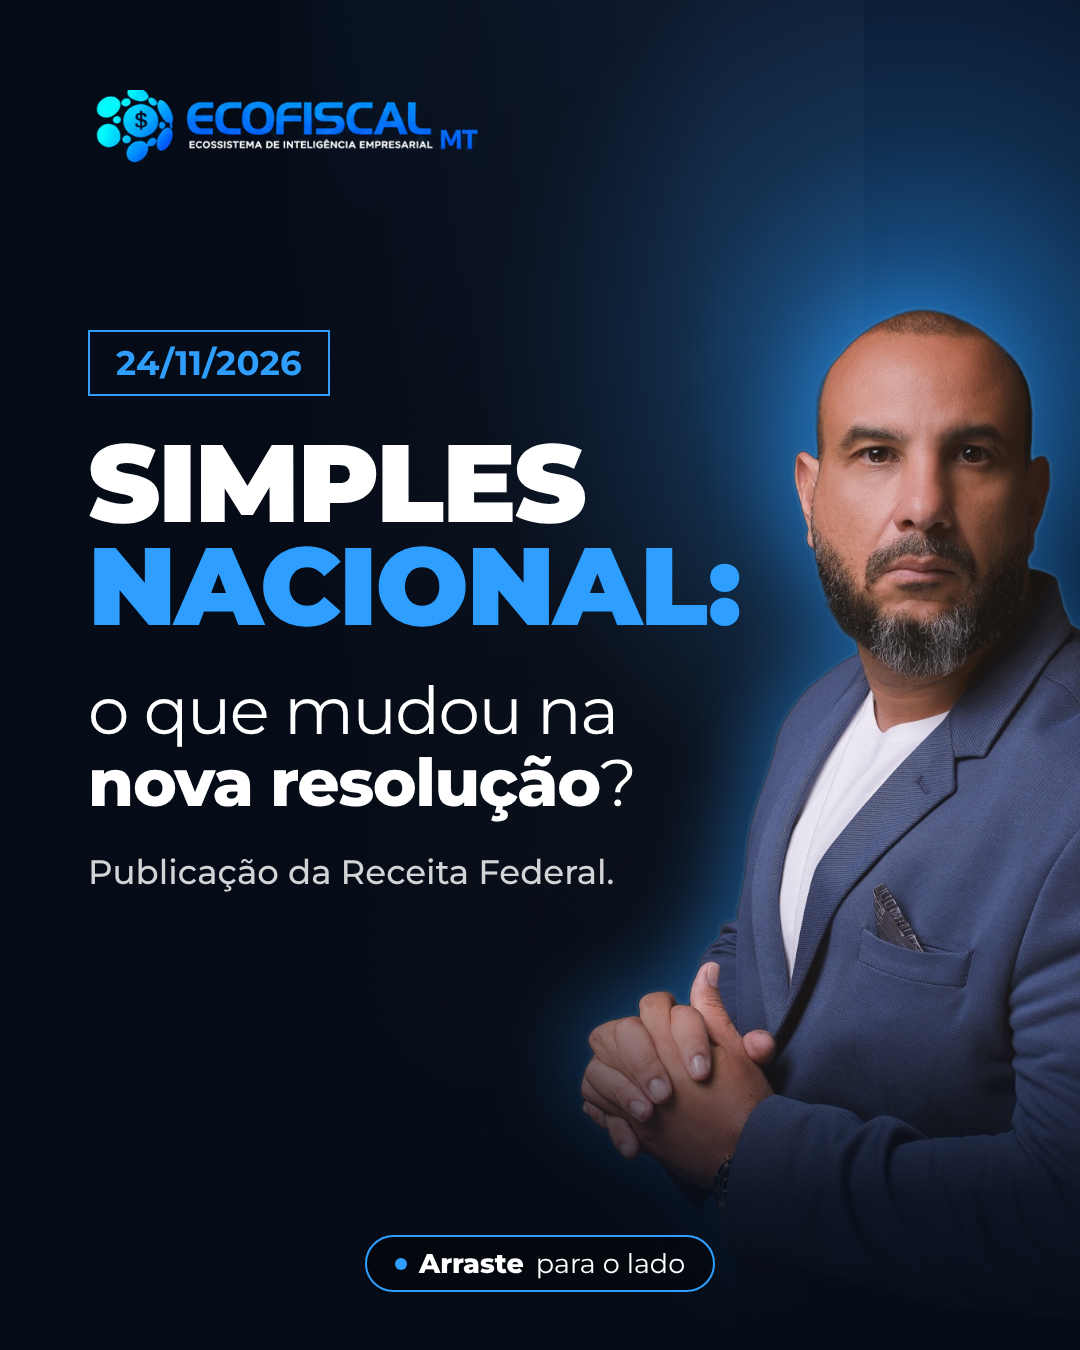 $
ECOFISCAL
ECOSSISTEMA DE INTELIGÊNCIA EMPRESARIAL MT
24/11/2026
SIMPLES
NACIONAL:
o que mudou na
nova resolução?
Publicação da Receita Federal.
Arraste para o lado